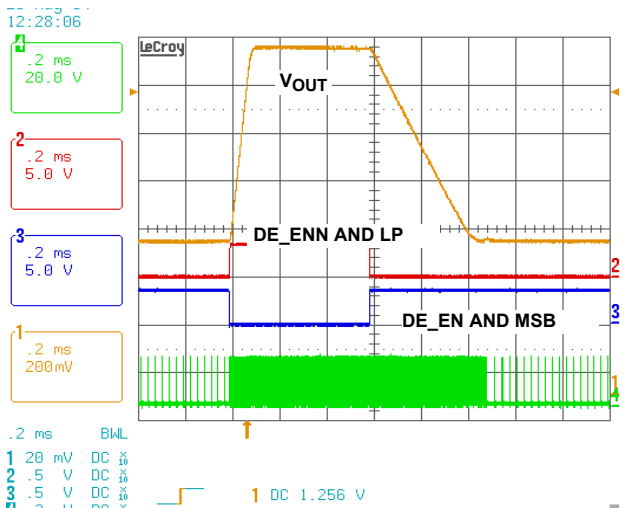 12:28:06
4
.2 ms
20.0 V
2
.2 ms
5.0 V
3
.2 ms
5.0 V
1
.2 ms
200mV
LeCroy
VOUT
DE_ENN AND LP
DE_EN AND MSB
2
3
1
.2 ms BWL
1 20 mV DC
2 .5 V DC
3 .5 V DC
1 DC 1.256 V